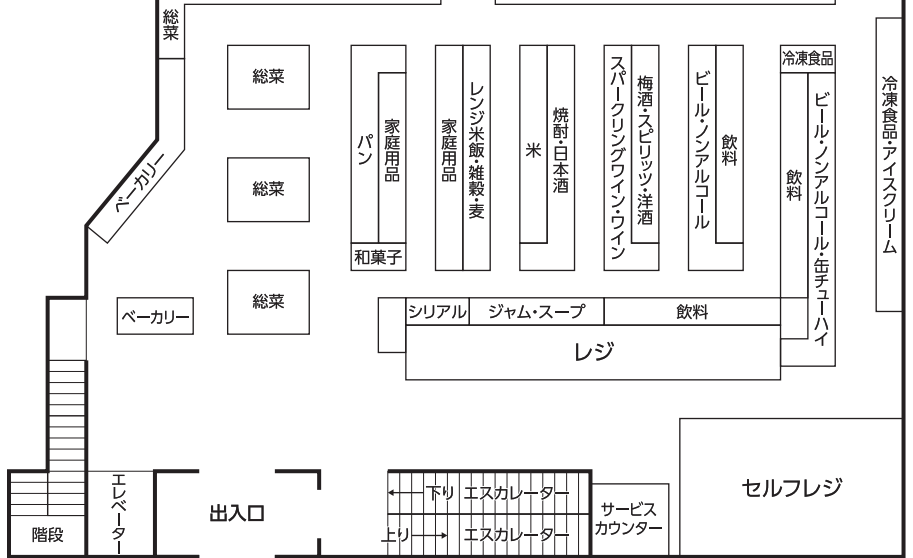 総菜
ベーカリー
総菜
総菜
総菜
ベーカリー
パン
家庭用品
和菓子
家庭用品
レンジ米飯・雑穀・麦
米
焼酎・日本酒
スパークリングワイン・ワイン
梅酒・スピリッツ・洋酒
ビール・ノンアルコール
飲料
冷凍食品
飲料
ビール・ノンアルコール・缶チューハイ
冷凍食品・アイスクリーム
シリアル
ジャム・スープ
飲料
レジ
階段
エレベーター
出入口
下り エスカレーター
上り エスカレーター
サービス
カウンター
セルフレジ